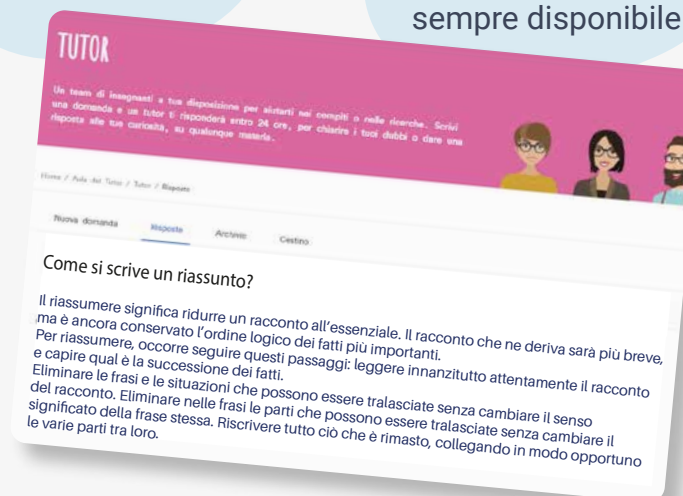 sempre disponibile
TUTOR
Un team di insegnanti a tua disposizione per aiutarti nei compiti o nelle ricerche. Scrivi
una domanda e un tutor ti risponderà entro 24 ore, per chiarire i tuoi dubbi o dare una
risposta alle tue curiosità, su qualunque materia.
Home / Aula del Tutor / Tutor / Risposte
Nuova domanda Risposte Archivio Cestino
Come si scrive un riassunto?
Il riassumere significa ridurre un racconto all'essenziale. Il racconto che ne deriva sarà più breve,
ma è ancora conservato l'ordine logico dei fatti più importanti.
Per riassumere, occorre seguire questi passaggi: leggere innanzitutto attentamente il racconto
e capire qual è la successione dei fatti.
Eliminare le frasi e le situazioni che possono essere tralasciate senza cambiare il senso
del racconto. Eliminare nelle frasi le parti che possono essere tralasciate senza cambiare il
significato della frase stessa. Riscrivere tutto ciò che è rimasto, collegando in modo opportuno
le varie parti tra loro.